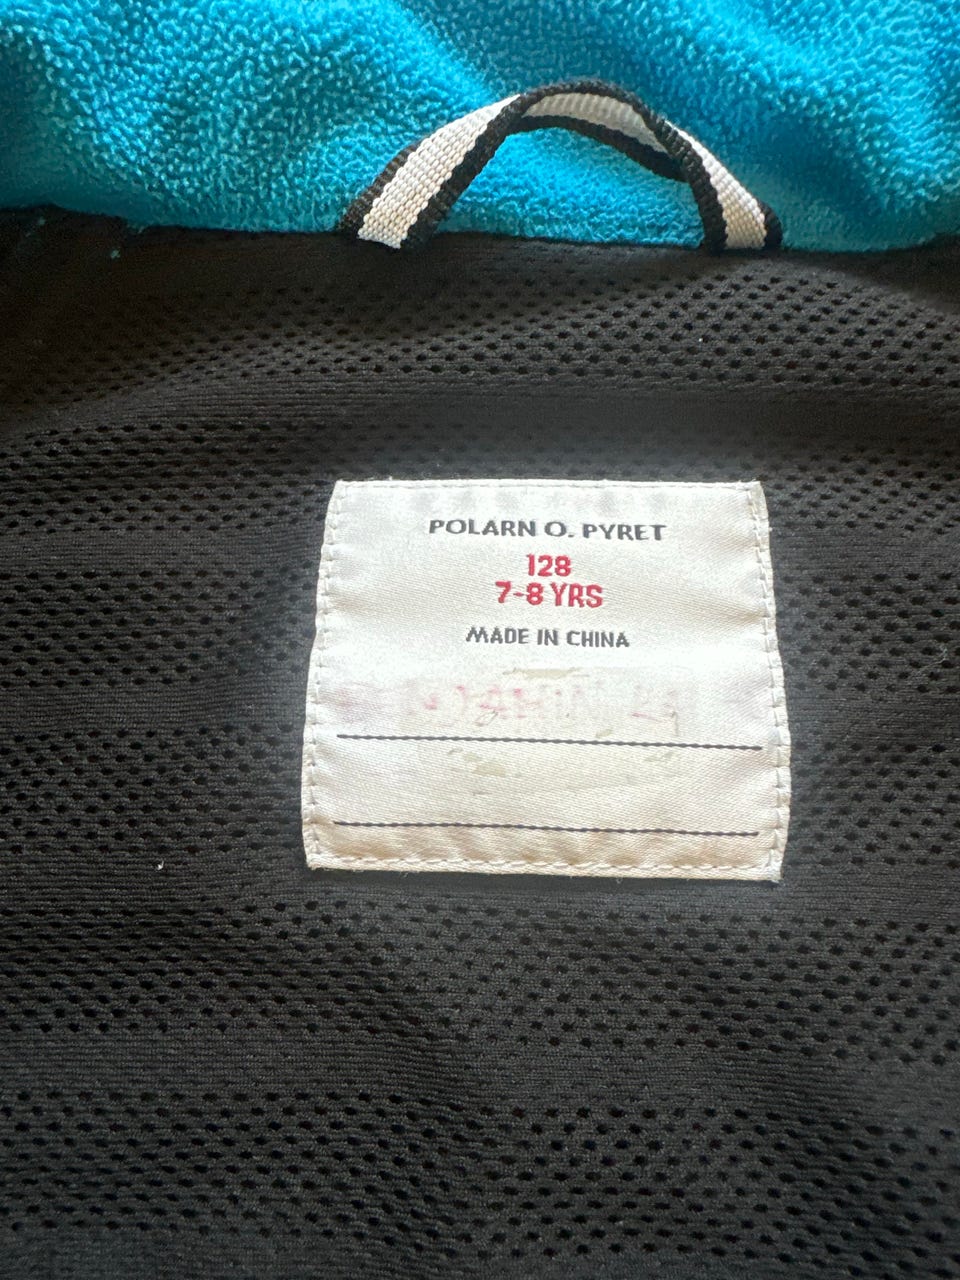 POLARN O. PYRET
128
7-8 YRS
MADE IN CHINA